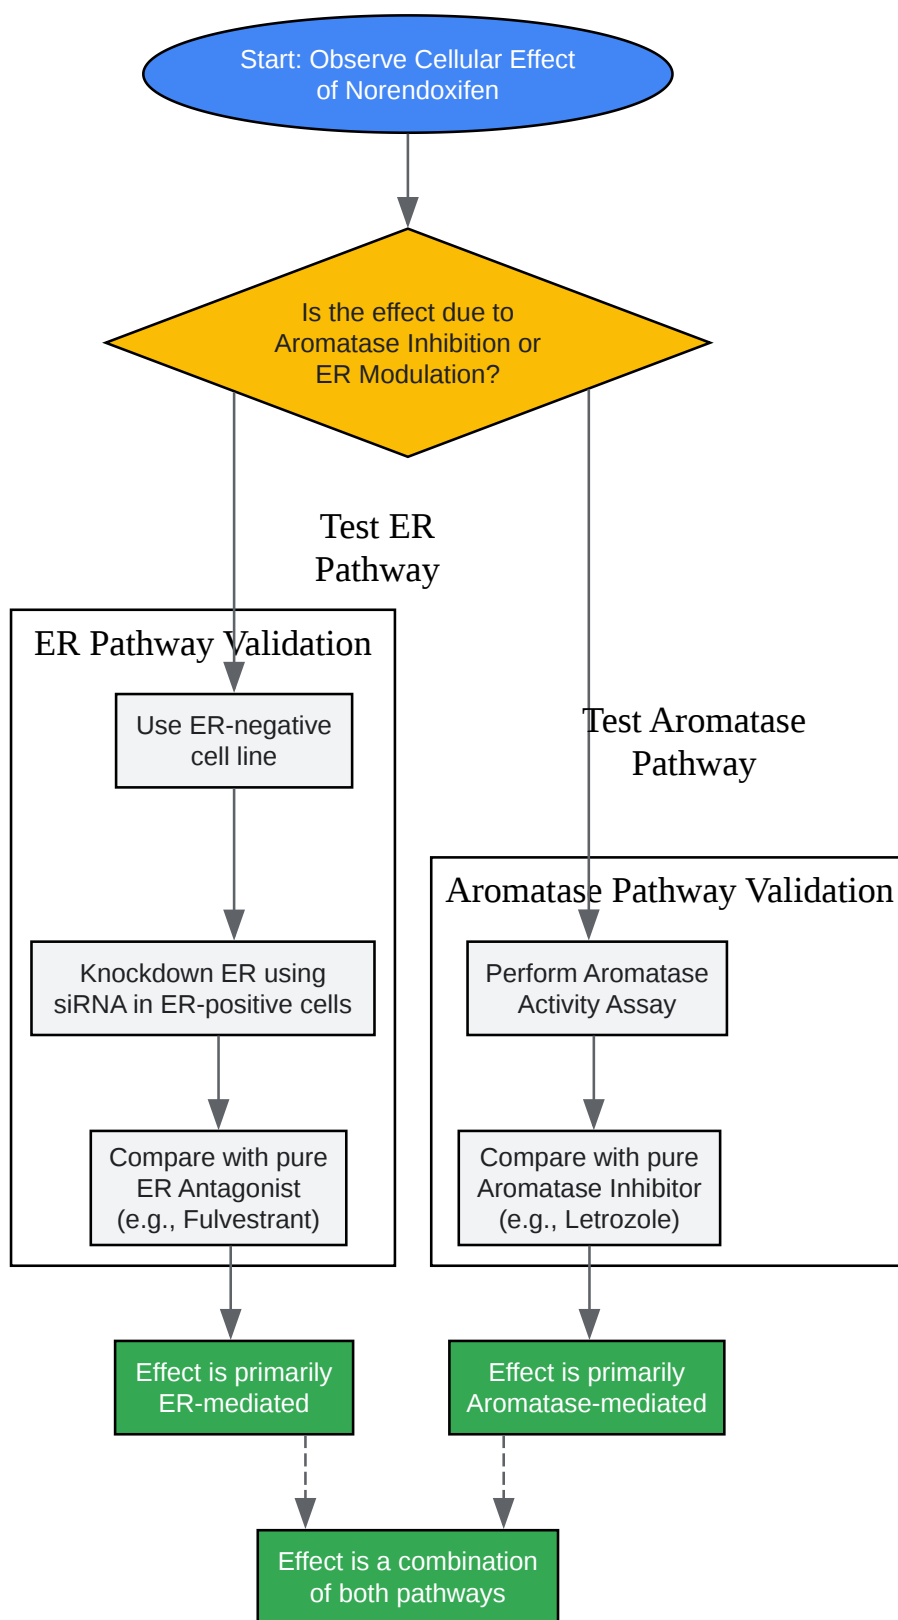 Start: Observe Cellular Effect
of Norendoxifen
Is the effect due to
Aromatase Inhibition or
ER Modulation?
Test ER
Pathway
ER Pathway Validation
Use ER-negative
cell line
Knockdown ER using
siRNA in ER-positive cells
Compare with pure
ER Antagonist
(e.g., Fulvestrant)
Test Aromatase
Pathway
Aromatase Pathway Validation
Perform Aromatase
Activity Assay
Compare with pure
Aromatase Inhibitor
(e.g., Letrozole)
Effect is primarily
ER-mediated
Effect is primarily
Aromatase-mediated
Effect is a combination
of both pathways